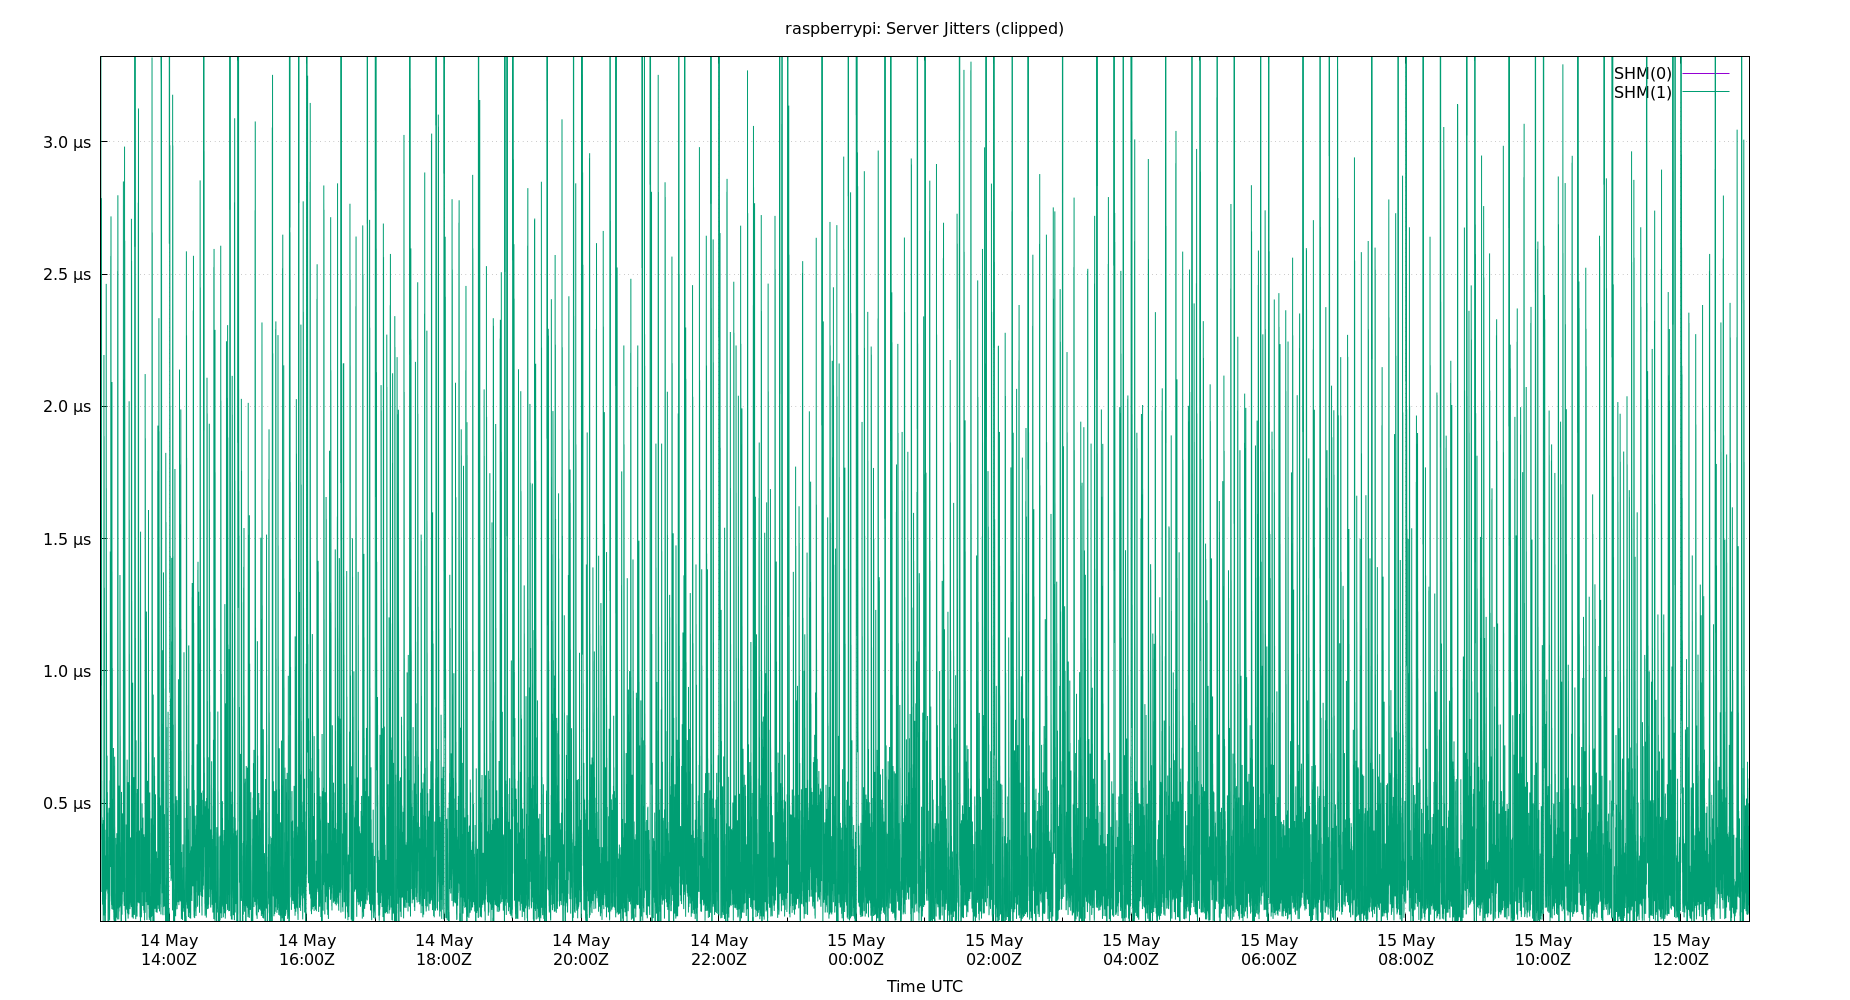 raspberrypi: Server Jitters (clipped)
SHM(0)
SHM(1)
3.0 µs
2.5 µs
2.0 µs
1.5 µs
1.0 µs
0.5 µs
14 May 14 May 14 May 14 May 14 May 15 May 15 May 15 May 15 May 15 May 15 May 15 May
14:00Z 16:00Z 18:00Z 20:00Z 22:00Z 00:00Z 02:00Z 04:00Z 06:00Z 08:00Z 10:00Z 12:00Z
Time UTC